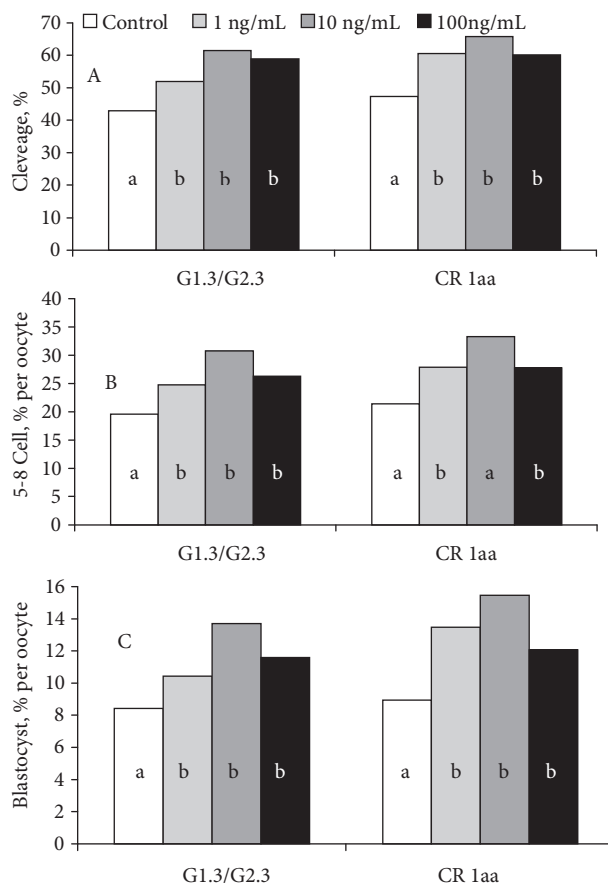 Control 1 ng/mL 10 ng/mL 100ng/mL
70
60
50
40
30
20
10
0
Cleveage, %
A
a b b b a b b b
G1.3/G2.3 CR 1aa
40
35
30
25
20
15
10
5
0
5-8 Cell, % per oocyte
B
a b b b a b a b
G1.3/G2.3 CR 1aa
16
14
12
10
8
6
4
2
0
Blastocyst, % per oocyte
C
a b b b a b b b
G1.3/G2.3 CR 1aa